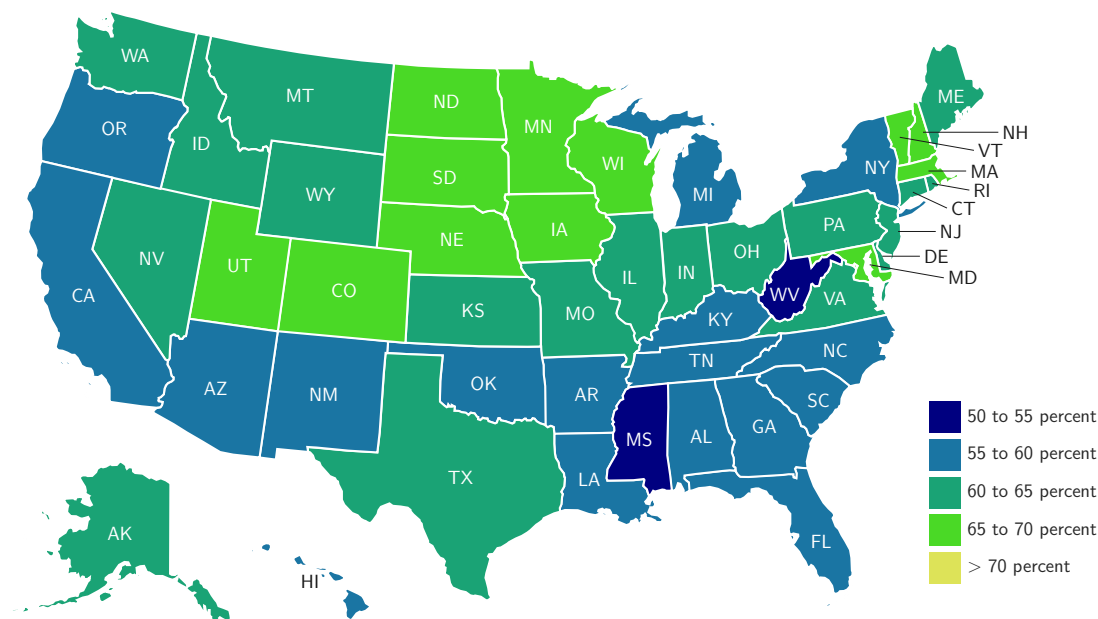 WA
MT
ND
MN
ME
OR
ID
NH
VT
WI
NY
MA
SD
RI
WY
MI
CT
PA
NJ
NE
IA
OH
DE
NV
UT
IL
IN
MD
CA
CO
WV
VA
KS
MO
KY
NC
TN
AZ
NM
OK
AR
SC
MS
AL
GA
50 to 55 percent
55 to 60 percent
TX
LA
60 to 65 percent
AK
65 to 70 percent
FL
HI
> 70 percent